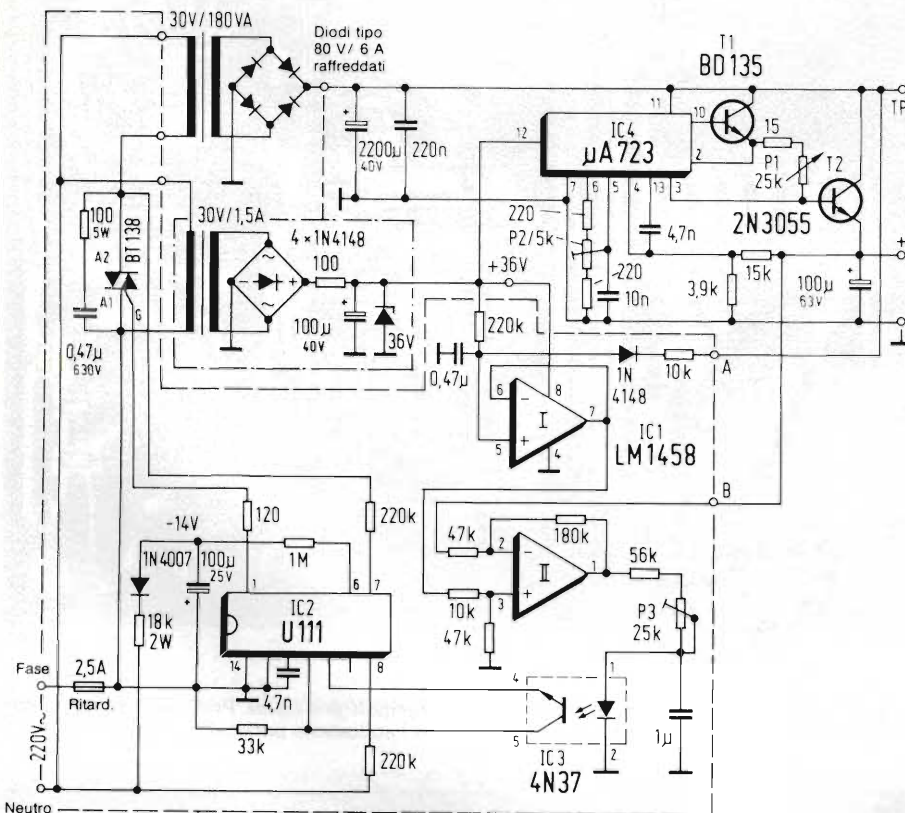 30V/180VA
Diodi tipo
80 V/ 6 A
raffreddati
T1
BD135
TP
11
10
12
IC4
µA723
2
15
P1
25k
T2
2200µ
40V
220n
7 6 5 4 13 3
2N3055
220
P2/5k
220
10n
4,7n
15k
3,9k
+
100µ
63V
100
5W
A2
BT138
A1
G
0,47µ
630V
30V/1,5A
4×1N4148
100
~
~
+
100µ
40V
36V
+36V
220k
0,47µ
1N
4148
10k
A
6
8
I
7
5
4
IC1
LM1458
B
-14V
120
220k
1N4007
100µ
25V
1M
47k
180k
2
II
1
3
56k
10k
47k
P3
25k
1
6
7
IC2
U111
14
8
18k
2W
Fase
2,5A
Ritard.
4,7n
33k
220k
220V~
Neutro
4
1
5
2
IC3
4N37
1µ